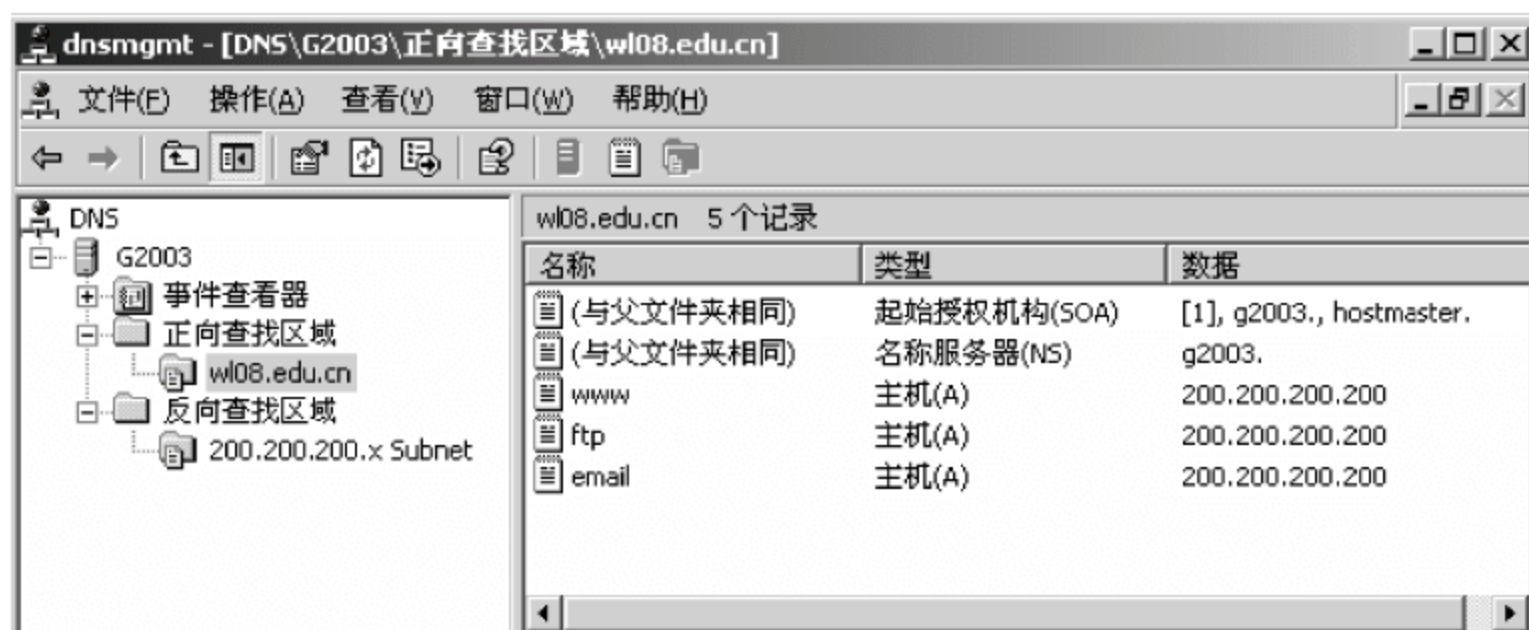 dnsmgmt - [DNS\G2003\正向查找区域\wl08.edu.cn]
文件(F) 操作(A) 查看(V) 窗口(W) 帮助(H)
DNS
G2003
事件查看器
正向查找区域
wl08.edu.cn
反向查找区域
200.200.200.x Subnet
wl08.edu.cn 5 个记录
名称 类型 数据
(与父文件夹相同) 起始授权机构(SOA) [1], g2003., hostmaster.
(与父文件夹相同) 名称服务器(NS) g2003.
www 主机(A) 200.200.200.200
ftp 主机(A) 200.200.200.200
email 主机(A) 200.200.200.200